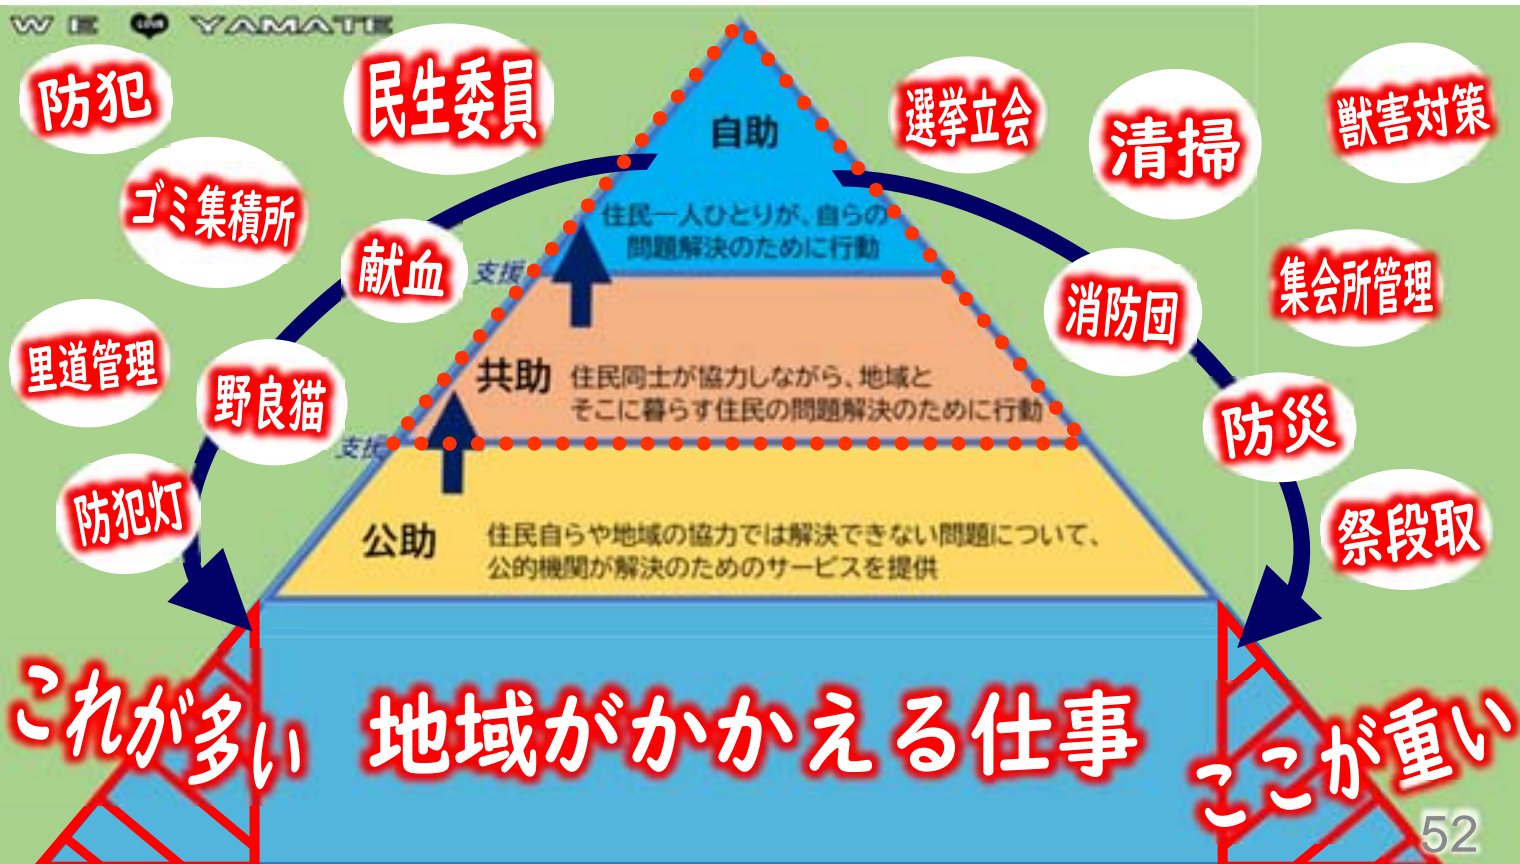 WE LOVE YAMATE
防犯
民生委員
選挙立会
清掃
獣害対策
ゴミ集積所
献血
里道管理
野良猫
防犯灯
消防団
集会所管理
防災
祭段取
自助
住民一人ひとりが、自らの
問題解決のために行動
支援
共助
住民同士が協力しながら、地域と
そこに暮らす住民の問題解決のために行動
支援
公助
住民自らや地域の協力では解決できない問題について、
公的機関が解決のためのサービスを提供
これが多い
地域がかかえる仕事
ここが重い
52